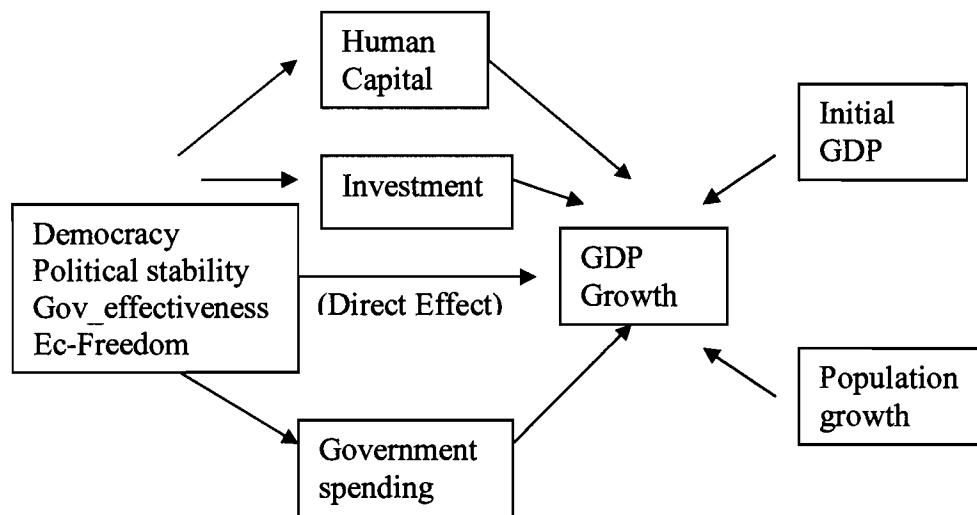 Human
Capital
Initial
GDP
Investment
Democracy
Political stability
Gov_effectiveness
Ec-Freedom
(Direct Effect)
GDP
Growth
Population
growth
Government
spending